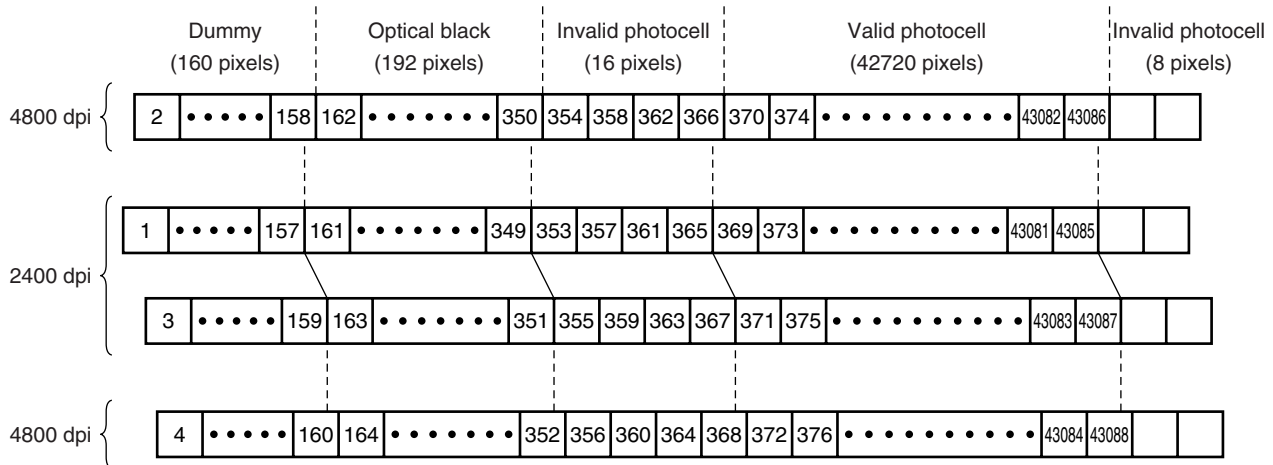 Dummy
(160 pixels)
Optical black
(192 pixels)
Invalid photocell
(16 pixels)
Valid photocell
(42720 pixels)
Invalid photocell
(8 pixels)
4800 dpi
2 158 162 350 354 358 362 366 370 374 43082 43086
2400 dpi
1 157 161 349 353 357 361 365 369 373 43081 43085
3 159 163 351 355 359 363 367 371 375 43083 43087
4800 dpi
4 160 164 352 356 360 364 368 372 376 43084 43088